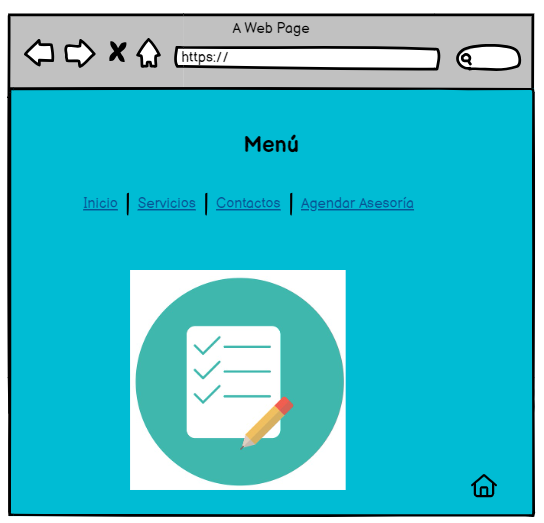 A Web Page
https://
Menú
Inicio | Servicios | Contactos | Agendar Asesoría